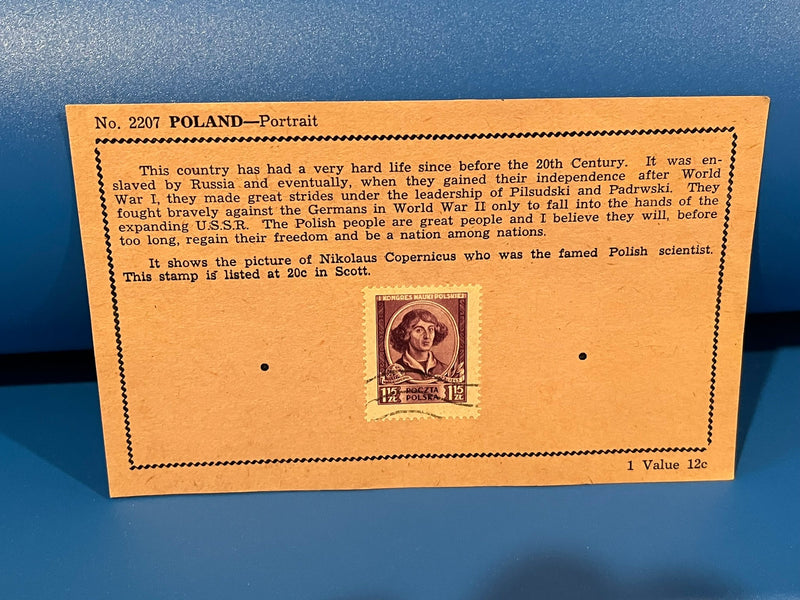 No. 2207 POLAND—Portrait
This country has had a very hard life since before the 20th Century. It was en-
slaved by Russia and eventually, when they gained their independence after World
War I, they made great strides under the leadership of Pilsudski and Padrwski. They
fought bravely against the Germans in World War II only to fall into the hands of the
expanding U.S.S.R. The Polish people are great people and I believe they will, before
too long, regain their freedom and be a nation among nations.
It shows the picture of Nikolaus Copernicus who was the famed Polish scientist.
This stamp is listed at 20c in Scott.
I KONGRES NAUKI POLSKIEJ
1 15 ZŁ POCZTA POLSKA 1 15 ZŁ
1 Value 12c